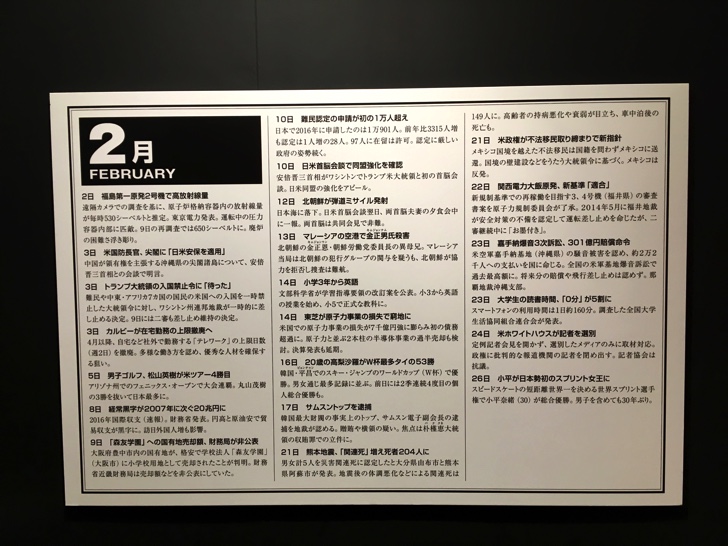 2月
FEBRUARY
2日 福島第一原発2号機で高放射線量
遠隔カメラでの調査を基に、原子炉格納容器内の放射線量
が毎時530シーベルトと推定。東京電力発表。運転中の圧力
容器内部に匹敵。9日の再調査では650シーベルトに。廃炉
の困難さ浮き彫り。
3日 米国防長官、尖閣に「日米安保を適用」
中国が領有権を主張する沖縄県の尖閣諸島について、安倍
晋三首相との会談で明言。
3日 トランプ大統領の入国禁止令に「待った」
難民や中東・アフリカ7カ国の国民の米国への入国を一時禁
止した大統領令に対し、ワシントン州連邦地裁が一時的に差
し止める決定。9日には二審も差し止め維持の決定。
3日 カルビーが在宅勤務の上限撤廃へ
4月以降、自宅など社外で勤務する「テレワーク」の上限日数
(週2日)を撤廃。多様な働き方を認め、優秀な人材を確保す
る狙い。
5日 男子ゴルフ、松山英樹が米ツアー4勝目
アリゾナ州でのフェニックス・オープンで大会連覇。丸山茂樹
の3勝を抜いて日本最多に。
8日 経常黒字が2007年に次ぐ20兆円に
2016年国際収支(速報)。財務省発表。円高と原油安で貿
易収支が黒字に。訪日外国人増も影響。
9日 「森友学園」への国有地売却額、財務局が非公表
大阪府豊中市内の国有地が、格安で学校法人「森友学園」
(大阪市)に小学校用地として売却されたことが判明。財務
省近畿財務局は売却額などを非公表にしていた。
10日 難民認定の申請が初の1万人超え
日本で2016年に申請したのは1万901人。前年比3315人増
も認定は1人増の28人。97人に在留は許可。認定に厳しい
政府の姿勢続く。
10日 日米首脳会談で同盟強化を確認
安倍晋三首相がワシントンでトランプ米大統領と初の首脳会
談。日米同盟の強化をアピール。
12日 北朝鮮が弾道ミサイル発射
日本海に落下。日米首脳会談翌日、両首脳夫妻の夕食会中
に一報。両首脳は共同会見で非難。
13日 マレーシアの空港で金正男氏殺害
北朝鮮の金正恩・朝鮮労働党委員長の異母兄。マレーシア
当局は北朝鮮の犯行グループの関与を疑うも、北朝鮮が協
力を拒否し捜査は難航。
14日 小学3年から英語
文部科学省が学習指導要領の改訂案を公表。小3から英語
の授業を始め、小5で正式な教科に。
14日 東芝が原子力事業の損失で窮地に
米国での原子力事業の損失が7千億円強に膨らみ初の債務
超過に。原子力と並ぶ2本柱の半導体事業の過半売却も検
討。決算発表も延期。
16日 20歳の高梨沙羅がW杯最多タイの53勝
韓国・平昌でのスキー・ジャンプのワールドカップ(W杯)で優
勝。男女通じ最多記録に並ぶ。前日には2季連続4度目の個
人総合優勝も。
17日 サムスントップを逮捕
韓国最大財閥の事実上のトップ、サムスン電子副会長の逮
捕を地裁が認める。贈賄や横領の疑い。焦点は朴槿恵大統
領の収賄罪での立件に。
21日 熊本地震、「関連死」増え死者204人に
男女計5人を災害関連死に認定したと大分県由布市と熊本
県阿蘇市が発表。地震後の体調悪化などによる関連死は
149人に。高齢者の持病悪化や衰弱が目立ち、車中泊後の
死亡も。
21日 米政権が不法移民取り締まりで新指針
メキシコ国境を越えた不法移民は国籍を問わずメキシコに送
還。国境の壁建設などをうたう大統領令に基づく。メキシコは
反発。
22日 関西電力大飯原発、新基準「適合」
新規制基準での再稼働を目指す3、4号機(福井県)の審査
書案を原子力規制委員会が了承。2014年5月に福井地裁
が安全対策の不備を認定して運転差し止めを命じたが、二
審継続中に「お墨付き」。
23日 嘉手納爆音3次訴訟、301億円賠償命令
米空軍嘉手納基地(沖縄県)の騒音被害を認め、約2万2
千人への支払いを国に命じる。全国の米軍基地爆音訴訟で
過去最高額に。将来分の賠償や飛行差し止めは認めず。那
覇地裁沖縄支部。
23日 大学生の読書時間、「0分」が5割に
スマートフォンの利用時間は1日約160分。調査した全国大学
生活協同組合連合会が発表。
24日 米ホワイトハウスが記者を選別
定例記者会見を開かず、選別したメディアのみに取材対応。
政権に批判的な報道機関の記者を閉め出す。記者協会は
抗議。
26日 小平が日本勢初のスプリント女王に
スピードスケートの短距離世界一を決める世界スプリント選手
権で小平奈緒(30)が総合優勝。男子を含めても30年ぶり。